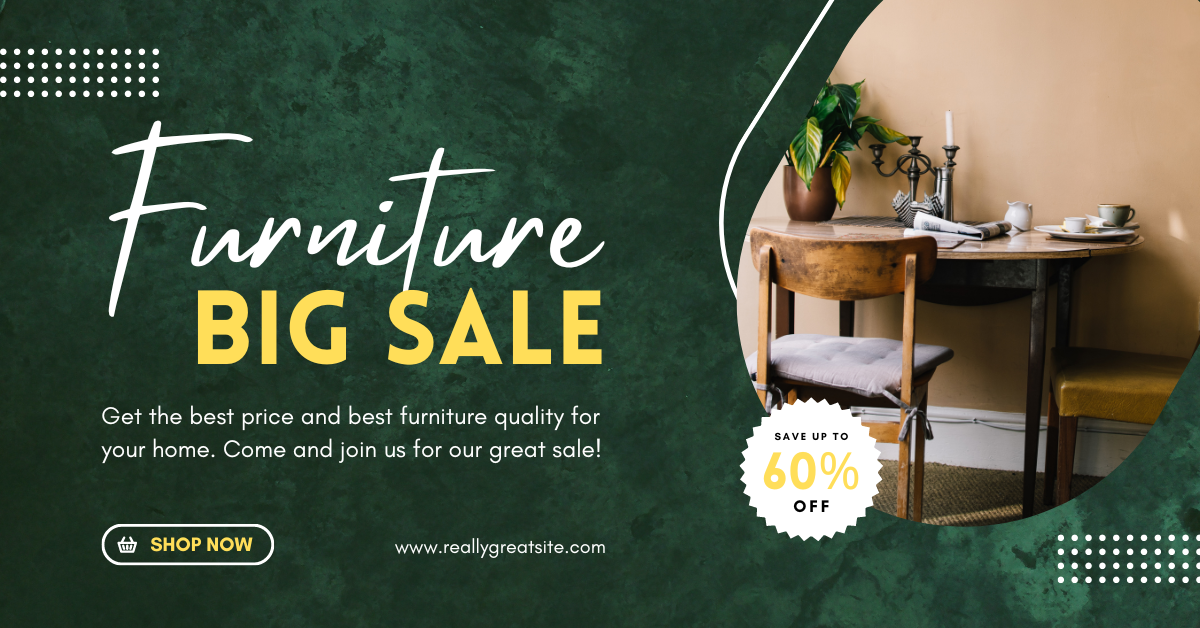 Furniture
BIG SALE
Get the best price and best furniture quality for
your home. Come and join us for our great sale!
SHOP NOW
www.reallygreatsite.com
SAVE UP TO
60%
OFF